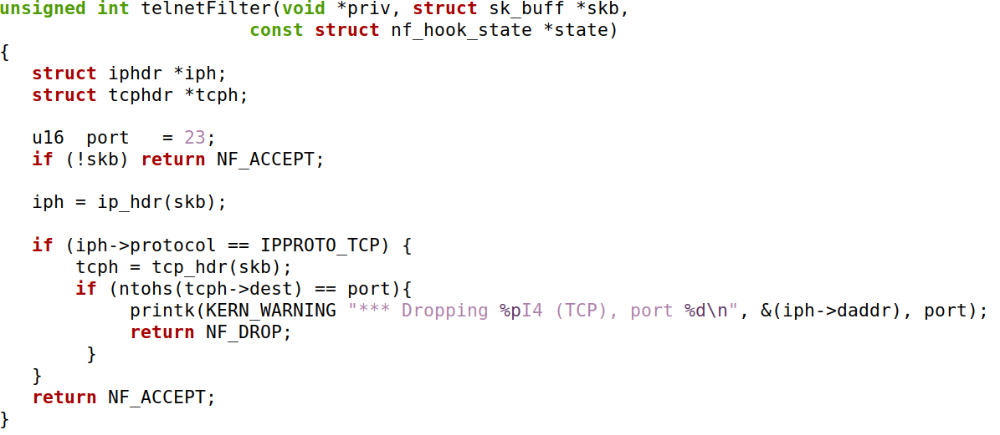 unsigned int telnetFilter(void *priv, struct sk_buff *skb,
                       const struct nf_hook_state *state)
{
   struct iphdr *iph;
   struct tcphdr *tcph;

   u16  port   = 23;
   if (!skb) return NF_ACCEPT;

   iph = ip_hdr(skb);

   if (iph->protocol == IPPROTO_TCP) {
       tcph = tcp_hdr(skb);
       if (ntohs(tcph->dest) == port){
            printk(KERN_WARNING "*** Dropping %pI4 (TCP), port %d\n", &(iph->daddr), port);
            return NF_DROP;
        }
   }
   return NF_ACCEPT;
}